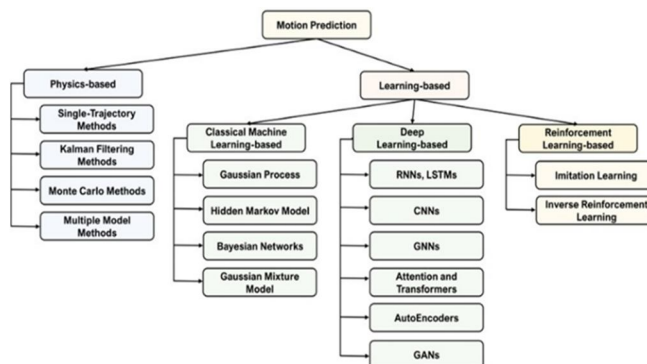 Motion Prediction
Physics-based
Learning-based
Single-Trajectory
Methods
Kalman Filtering
Methods
Monte Carlo Methods
Multiple Model
Methods
Classical Machine
Learning-based
Gaussian Process
Hidden Markov Model
Bayesian Networks
Gaussian Mixture
Model
Deep
Learning-based
RNNs, LSTMs
CNNs
GNNs
Attention and
Transformers
AutoEncoders
GANs
Reinforcement
Learning-based
Imitation Learning
Inverse Reinforcement
Learning